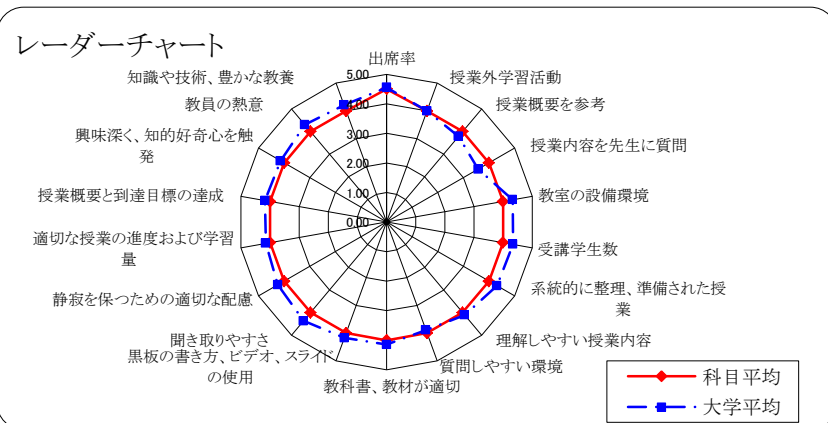 レーダーチャート
出席率
授業外学習活動
授業概要を参考
授業内容を先生に質問
教室の設備環境
受講学生数
系統的に整理、準備された授
業
理解しやすい授業内容
質問しやすい環境
教科書、教材が適切
黒板の書き方、ビデオ、スライド
の使用
聞き取りやすさ
静寂を保つための適切な配慮
適切な授業の進度および学習
量
授業概要と到達目標の達成
興味深く、知的好奇心を触
発
教員の熱意
知識や技術、豊かな教養
5.00
4.00
3.00
2.00
1.00
0.00
科目平均
大学平均